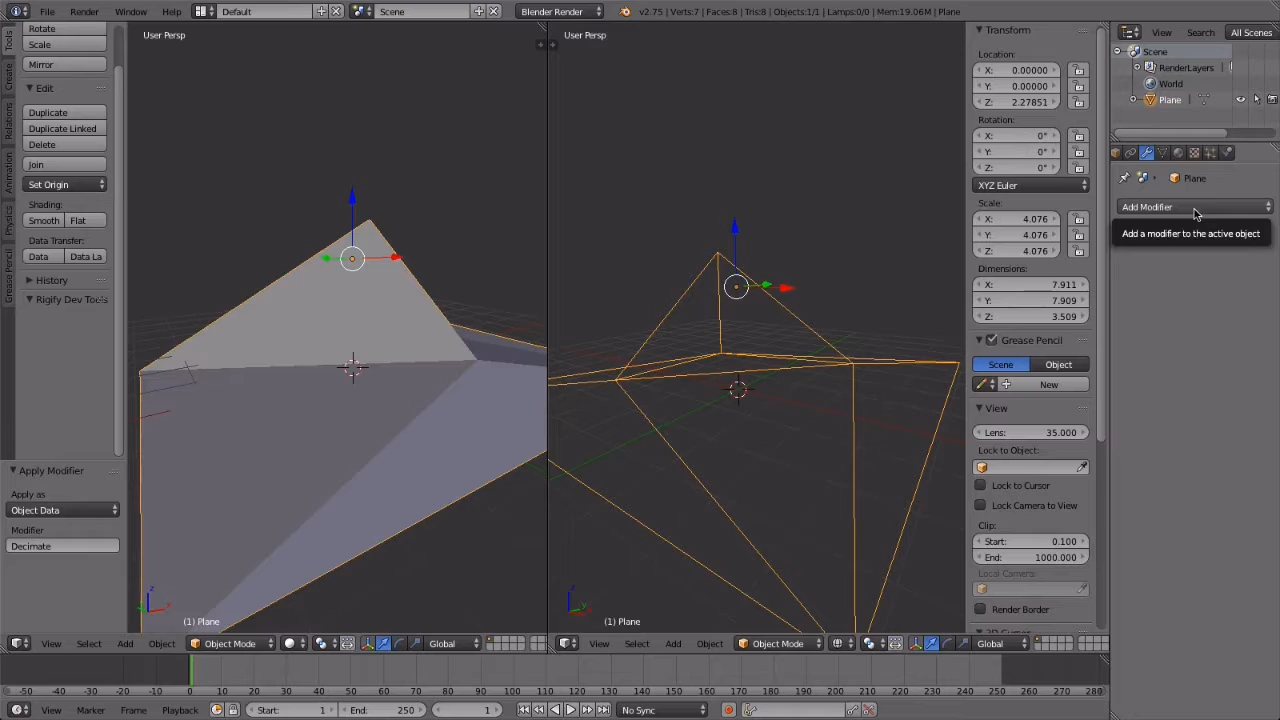 File Render Window Help Default Scene Blender Render v2.75 | Verts:7 | Faces:8 | Tris:8 | Objects:1/1 | Lamps:0/0 | Mem:19.06M | Plane
Tools
Create
Relations
Animation
Physics
Grease Pencil
Rotate
Scale
Mirror
Edit
Duplicate
Duplicate Linked
Delete
Join
Set Origin
Shading:
Smooth Flat
Data Transfer:
Data Data La
History
Rigify Dev Tools
Apply Modifier
Apply as
Object Data
Modifier
Decimate
User Persp
(1) Plane
View Select Add Object Object Mode Global
User Persp
(1) Plane
View Select Add Object Object Mode Global
Transform
Location:
X: 0.00000
Y: 0.00000
Z: 2.27851
Rotation:
X: 0°
Y: 0°
Z: 0°
XYZ Euler
Scale:
X: 4.076
Y: 4.076
Z: 4.076
Dimensions:
X: 7.911
Y: 7.909
Z: 3.509
Grease Pencil
Scene Object
New
View
Lens: 35.000
Lock to Object:
Lock to Cursor
Lock Camera to View
Clip:
Start: 0.100
End: 1000.000
Local Camera:
Render Border
View Search All Scenes
Scene
RenderLayers
World
Plane
Plane
Add Modifier
Add a modifier to the active object
-50 -40 -30 -20 -10 0 10 20 30 40 50 60 70 80 90 100 110 120 130 140 150 160 170 180 190 200 210 220 230 240 250 260 270 280
View Marker Frame Playback Start: 1 End: 250 1 No Sync